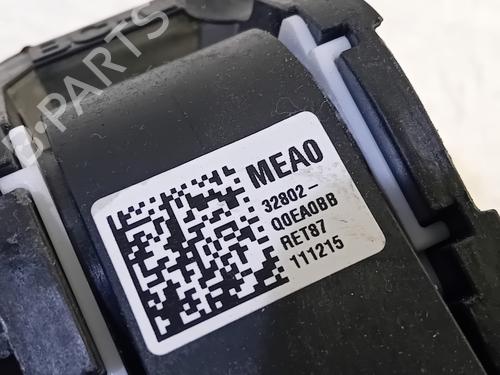 MEA0
32802-
Q0EA0BB
RET87
111215
B-PARTS